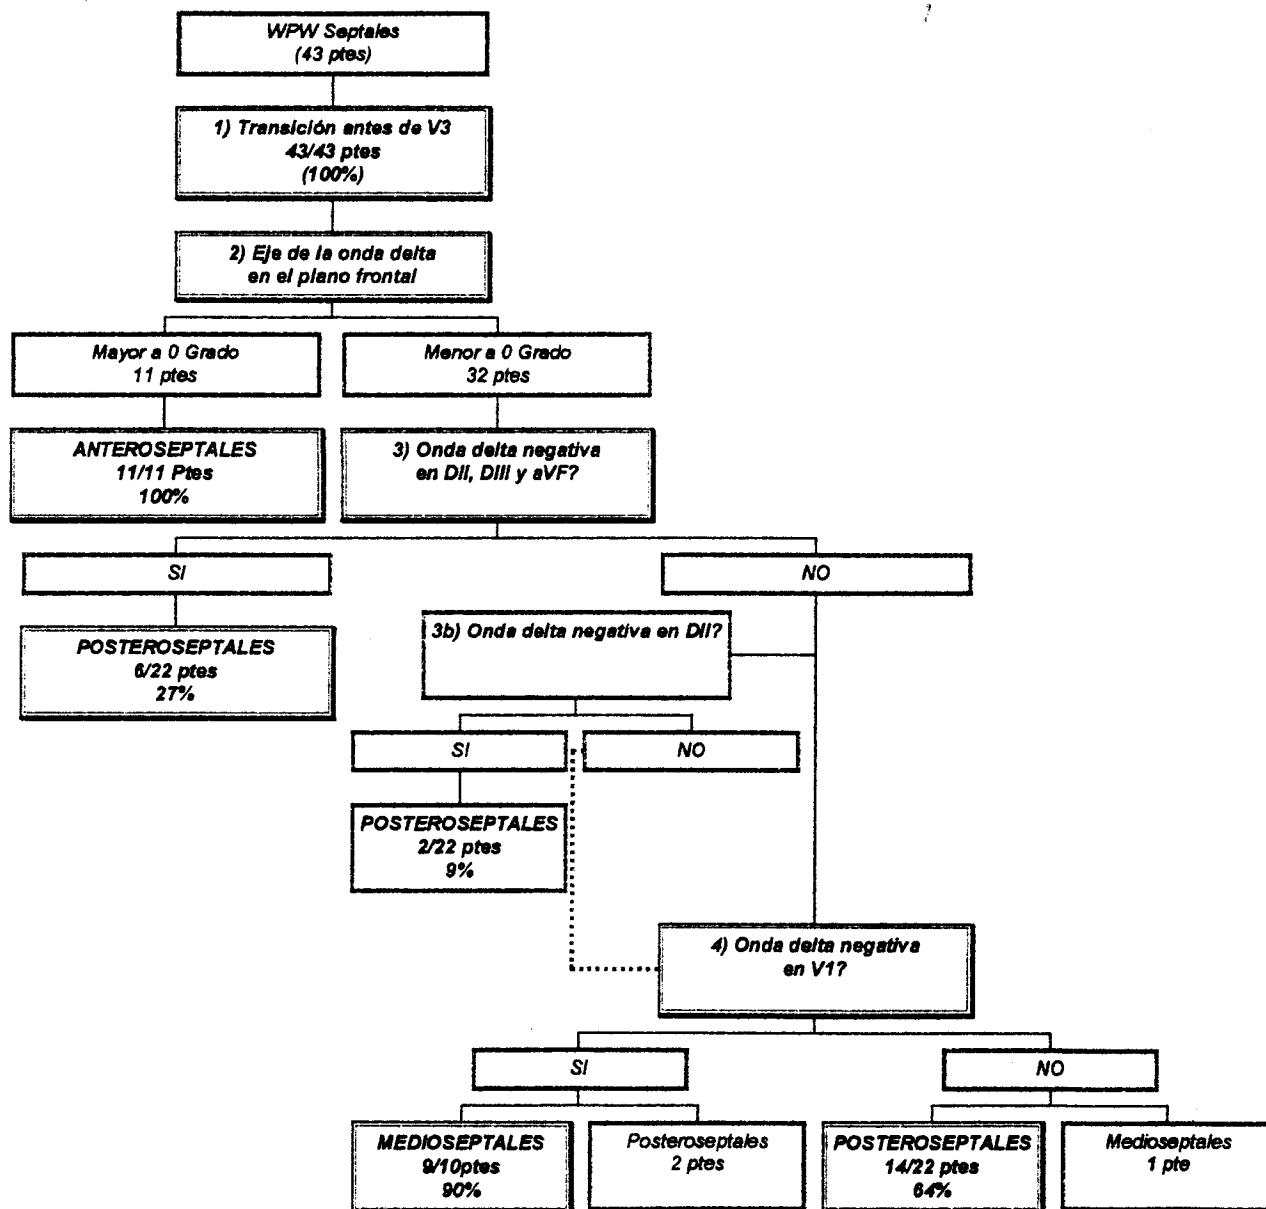 WPW Septales
(43 ptes)
1) Transición antes de V3
43/43 ptes
(100%)
2) Eje de la onda delta
en el plano frontal
Mayor a 0 Grado
11 ptes
Menor a 0 Grado
32 ptes
ANTEROSEPTALES
11/11 Ptes
100%
3) Onda delta negativa
en DII, DIII y aVF?
SI
NO
POSTEROSEPTALES
6/22 ptes
27%
3b) Onda delta negativa en DII?
SI
NO
POSTEROSEPTALES
2/22 ptes
9%
4) Onda delta negativa
en V1?
SI
NO
MEDIOSEPTALES
9/10ptes
90%
Posteroseptales
2 ptes
POSTEROSEPTALES
14/22 ptes
64%
Medioseptales
1 pte